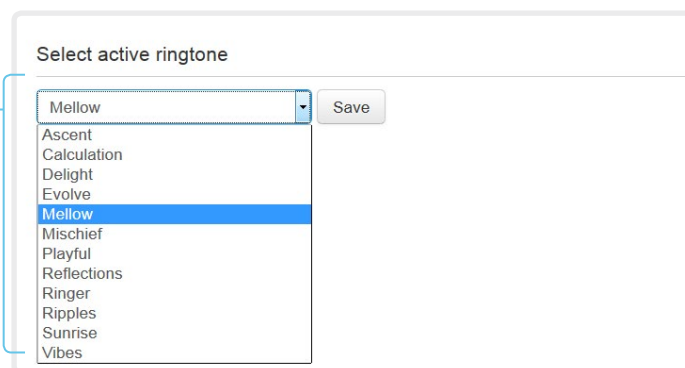 Select active ringtone
Mellow Save
Ascent
Calculation
Delight
Evolve
Mellow
Mischief
Playful
Reflections
Ringer
Ripples
Sunrise
Vibes